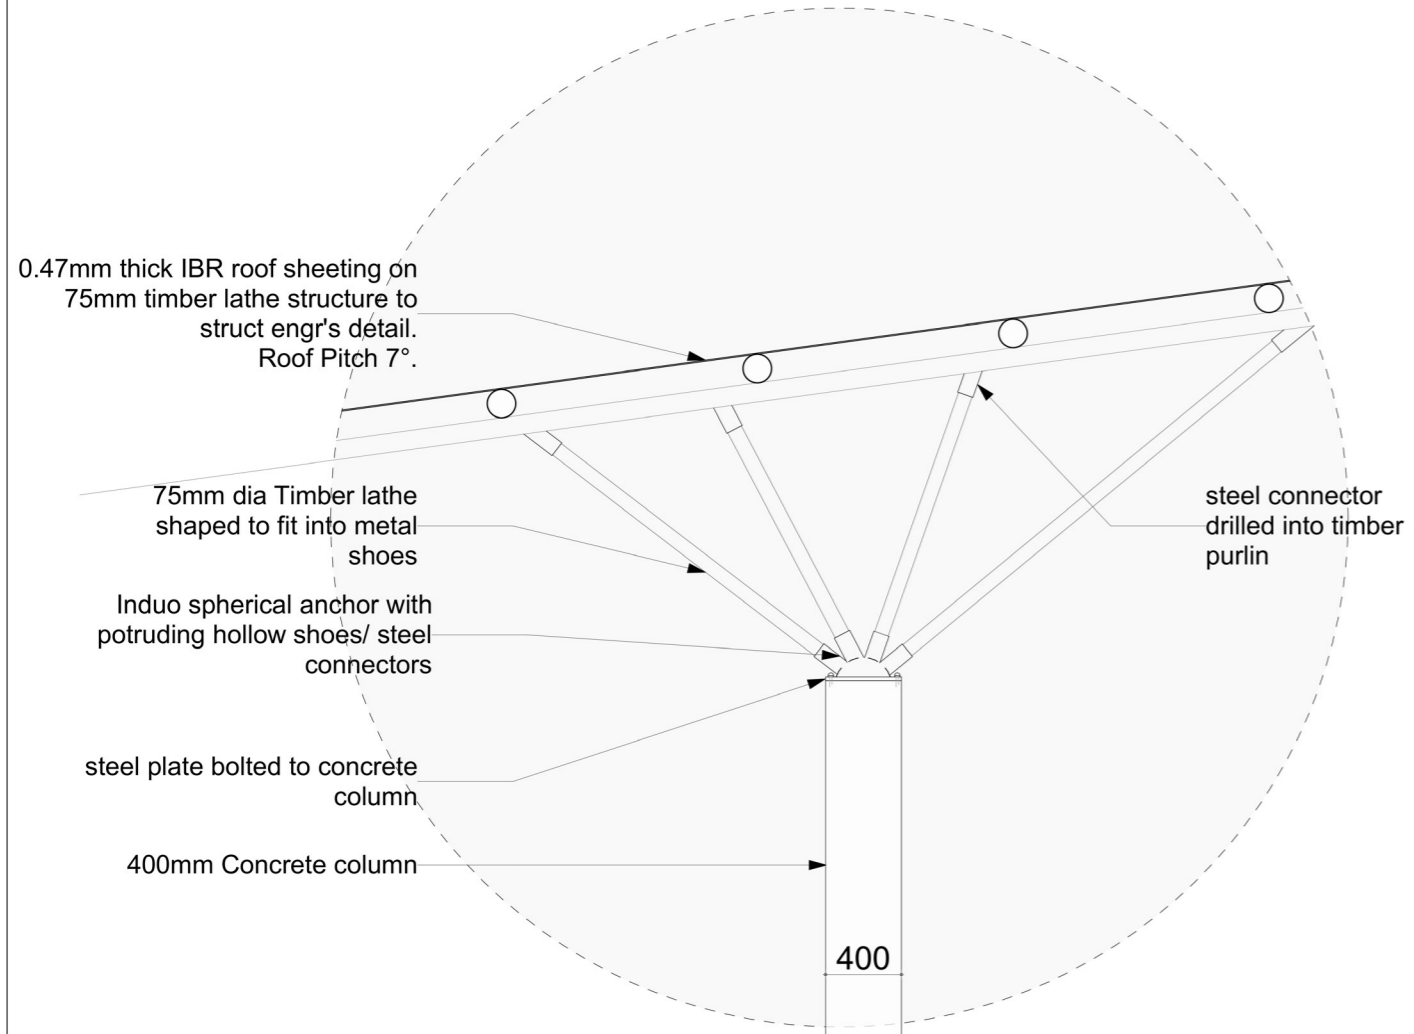 0.47mm thick IBR roof sheeting on
75mm timber lathe structure to
struct engr's detail.
Roof Pitch 7°.
75mm dia Timber lathe
shaped to fit into metal
shoes
steel connector
drilled into timber
purlin
Induo spherical anchor with
potruding hollow shoes/ steel
connectors
steel plate bolted to concrete
column
400mm Concrete column
400